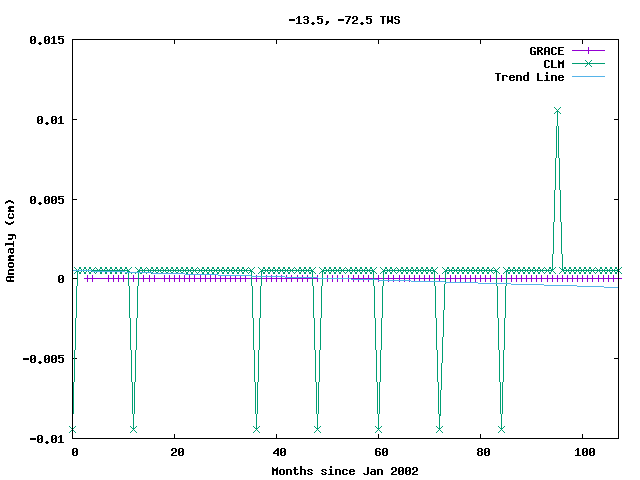 -13.5, -72.5 TWS
GRACE
CLM
Trend Line
0.015
0.01
0.005
0
-0.005
-0.01
Anomaly (cm)
0 20 40 60 80 100
Months since Jan 2002